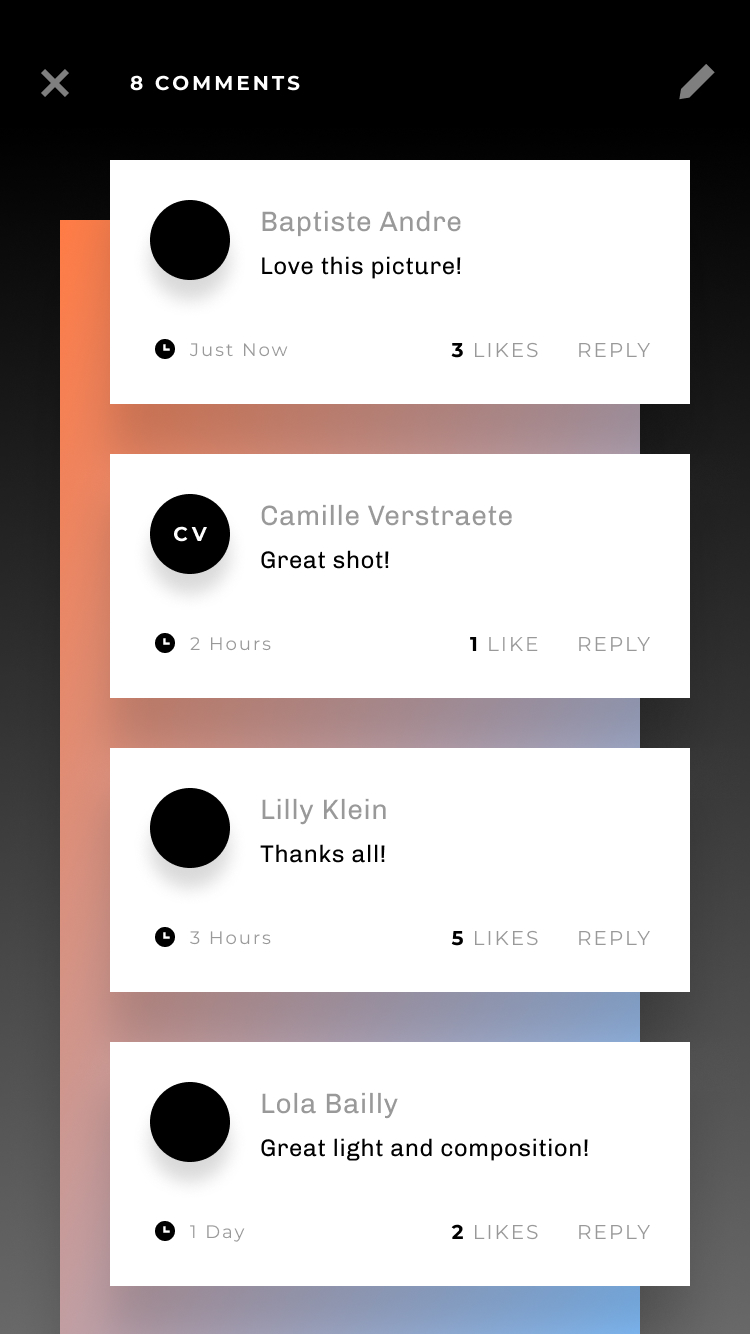 8 COMMENTS
Baptiste Andre
Love this picture!
Just Now
3 LIKES
REPLY
CV
Camille Verstraete
Great shot!
2 Hours
1 LIKE
REPLY
Lilly Klein
Thanks all!
3 Hours
5 LIKES
REPLY
Lola Bailly
Great light and composition!
1 Day
2 LIKES
REPLY